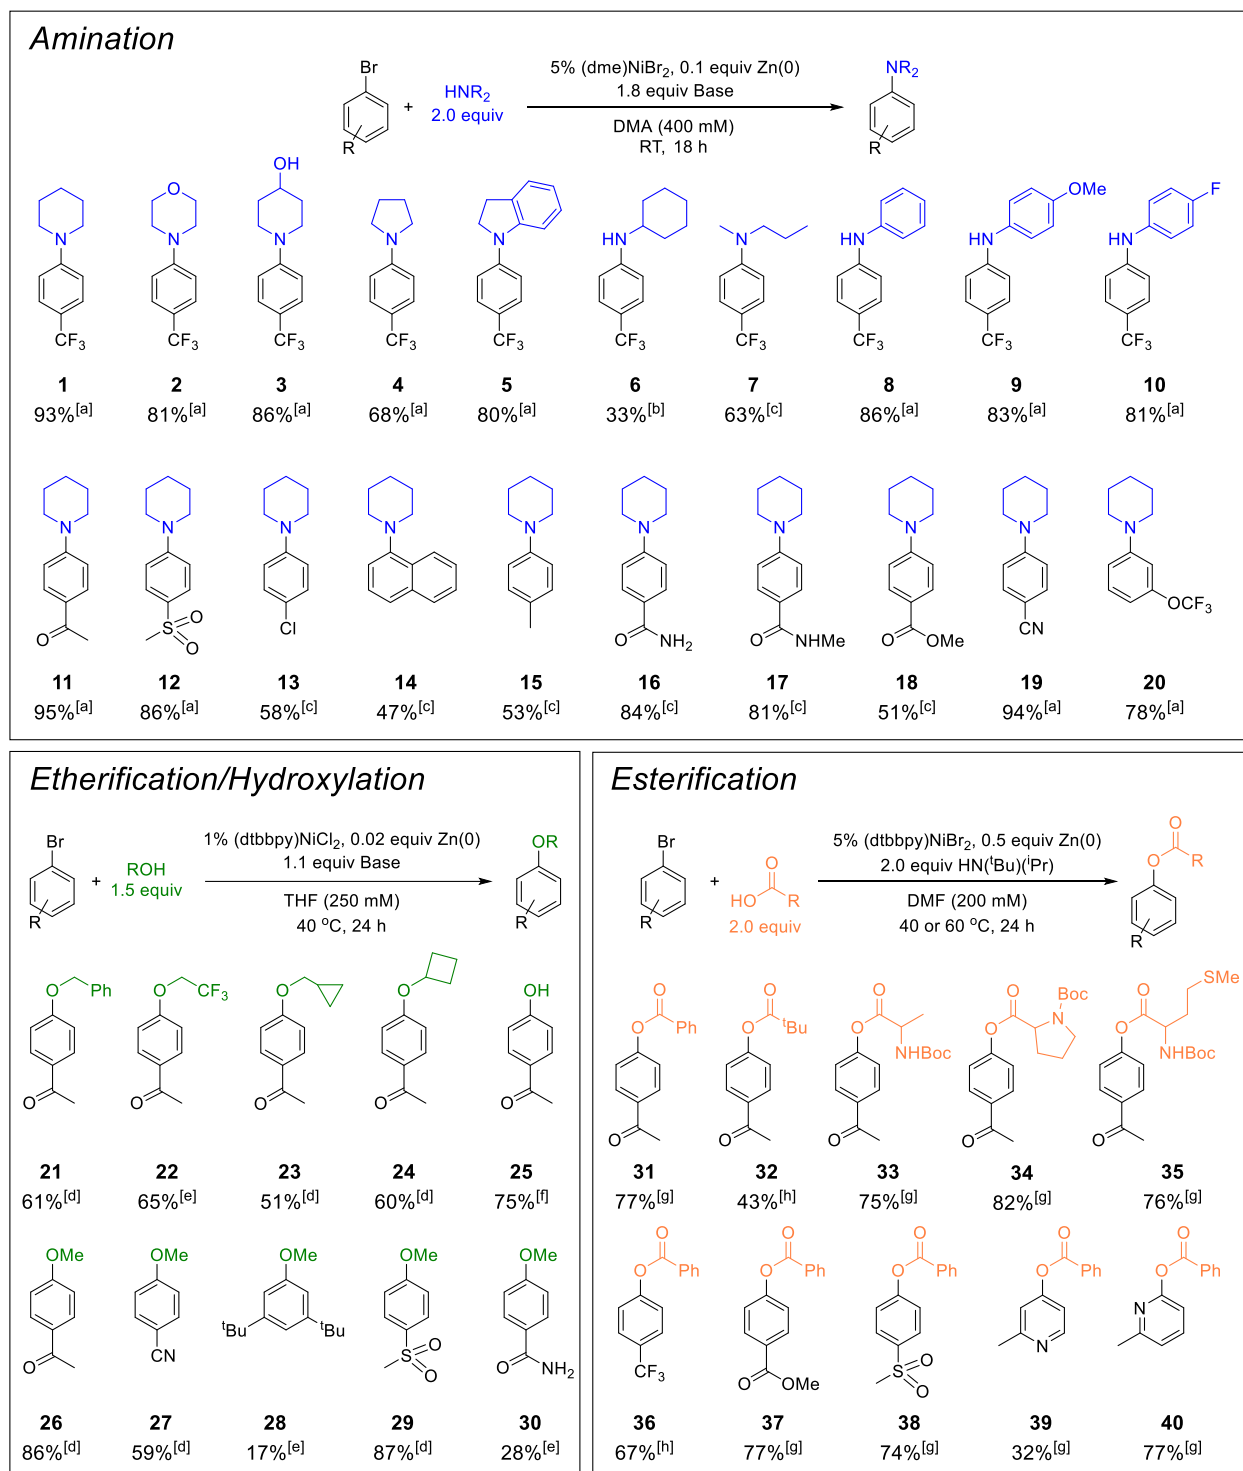 Amination
Br
+
HNR2
2.0 equiv
5% (dme)NiBr2, 0.1 equiv Zn(0)
1.8 equiv Base
DMA (400 mM)
RT, 18 h
R
NR2
R
OH
O
OMe
F
N N N N N HN N HN HN HN
CF3 CF3 CF3 CF3 CF3 CF3 CF3 CF3 CF3 CF3
1 2 3 4 5 6 7 8 9 10
93%[a] 81%[a] 86%[a] 68%[a] 80%[a] 33%[b] 63%[c] 86%[a] 83%[a] 81%[a]
N N N N N N N N N N
O S O O Cl O NH2 O NHMe O OMe CN OCF3
11 12 13 14 15 16 17 18 19 20
95%[a] 86%[a] 58%[c] 47%[c] 53%[c] 84%[c] 81%[c] 51%[c] 94%[a] 78%[a]
Etherification/Hydroxylation
Br
+
ROH
1.5 equiv
1% (dtbbpy)NiCl2, 0.02 equiv Zn(0)
1.1 equiv Base
THF (250 mM)
40 oC, 24 h
R
OR
R
O Ph O CF3 O O OH
O O O O O
21 22 23 24 25
61%[d] 65%[e] 51%[d] 60%[d] 75%[f]
OMe OMe OMe OMe OMe
O CN tBu tBu S O O O NH2
26 27 28 29 30
86%[d] 59%[d] 17%[e] 87%[d] 28%[e]
Esterification
Br
+
O
HO R
2.0 equiv
5% (dtbbpy)NiBr2, 0.5 equiv Zn(0)
2.0 equiv HN(tBu)(iPr)
DMF (200 mM)
40 or 60 oC, 24 h
R
O
O R
R
O O Ph O O tBu O O NHBoc O O N Boc O O NHBoc SMe
O O O O O
31 32 33 34 35
77%[g] 43%[h] 75%[g] 82%[g] 76%[g]
O O Ph O O Ph O O Ph O O Ph O O Ph
CF3 O OMe S O O N N
36 37 38 39 40
67%[h] 77%[g] 74%[g] 32%[g] 77%[g]